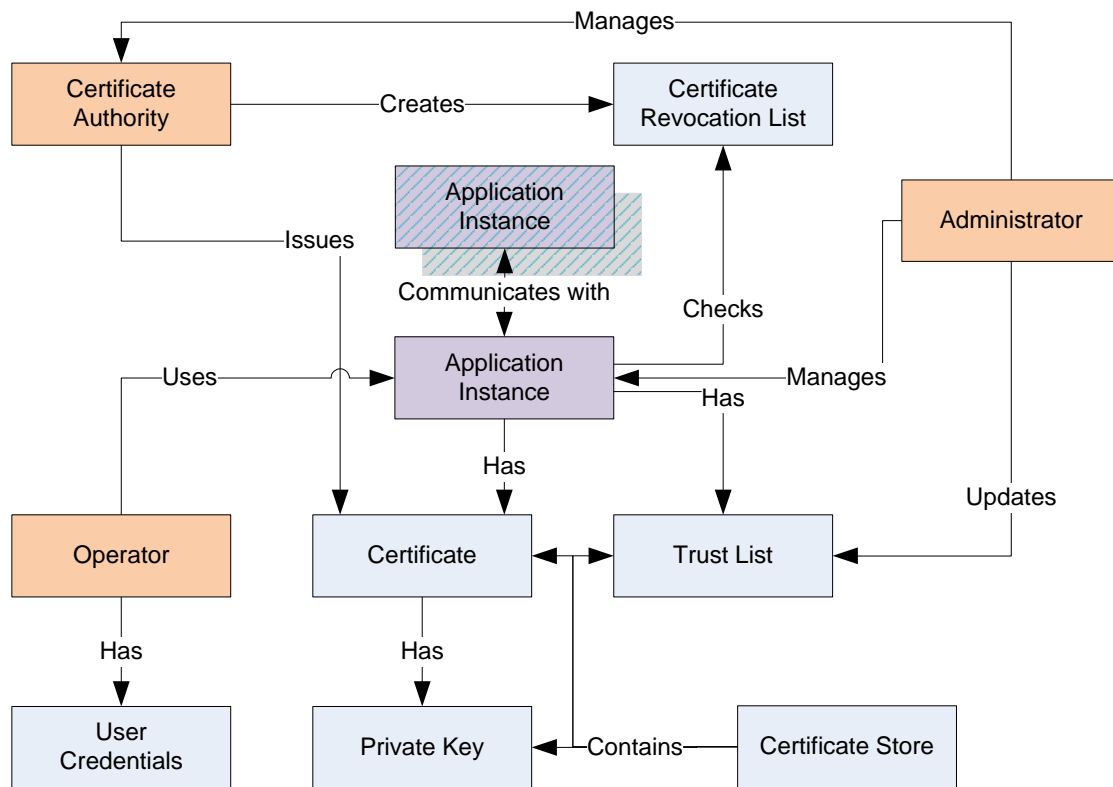 Manages
Certificate
Authority
Creates
Certificate
Revocation List
Application
Instance
Administrator
Issues
Communicates with
Checks
Application
Instance
Uses
Manages
Has
Has
Updates
Operator
Certificate
Trust List
Has
Has
User
Credentials
Private Key
Contains
Certificate Store